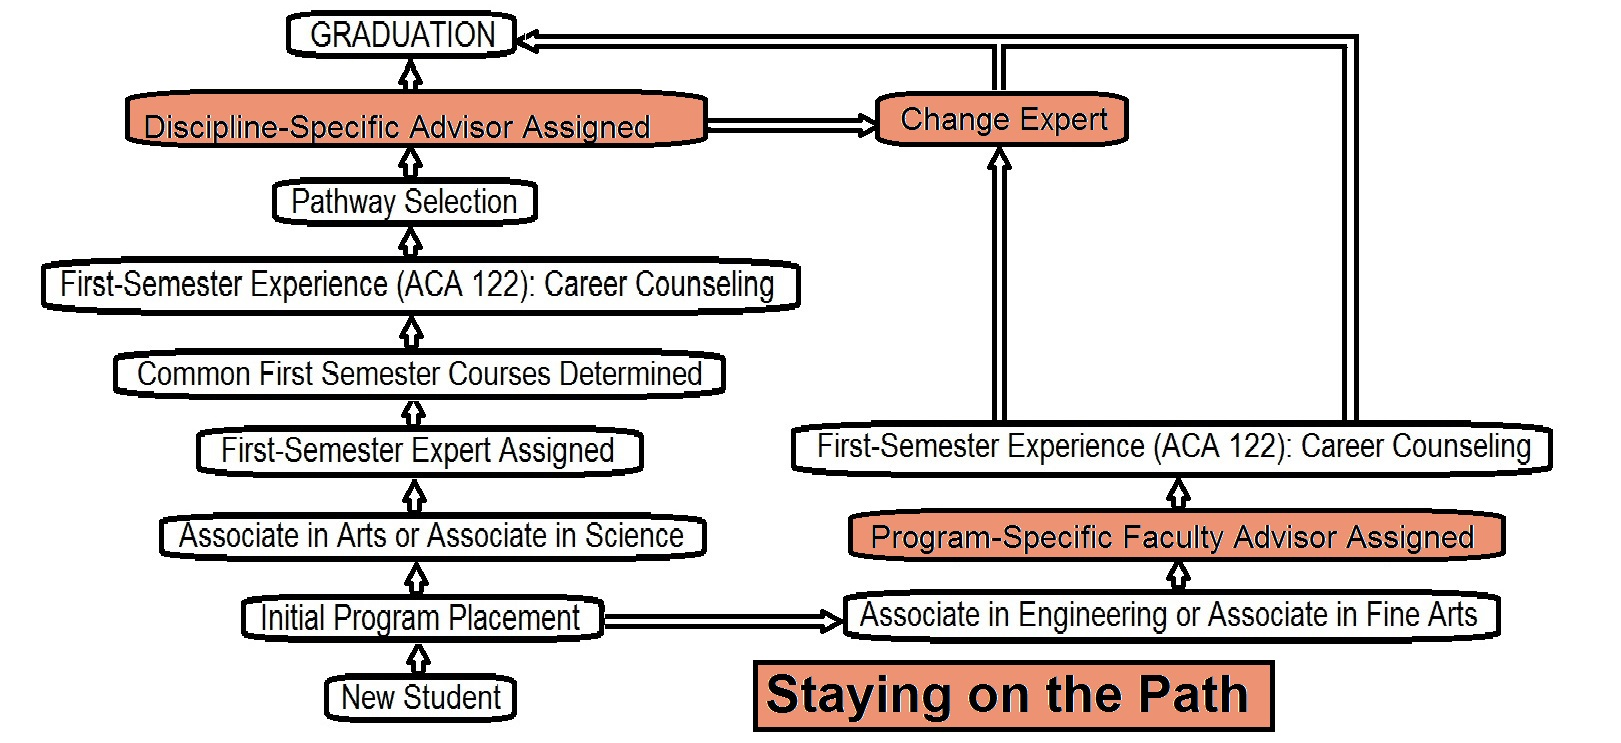 GRADUATION
Discipline-Specific Advisor Assigned
Change Expert
Pathway Selection
First-Semester Experience (ACA 122): Career Counseling
Common First Semester Courses Determined
First-Semester Expert Assigned
First-Semester Experience (ACA 122): Career Counseling
Associate in Arts or Associate in Science
Program-Specific Faculty Advisor Assigned
Initial Program Placement
Associate in Engineering or Associate in Fine Arts
New Student
Staying on the Path